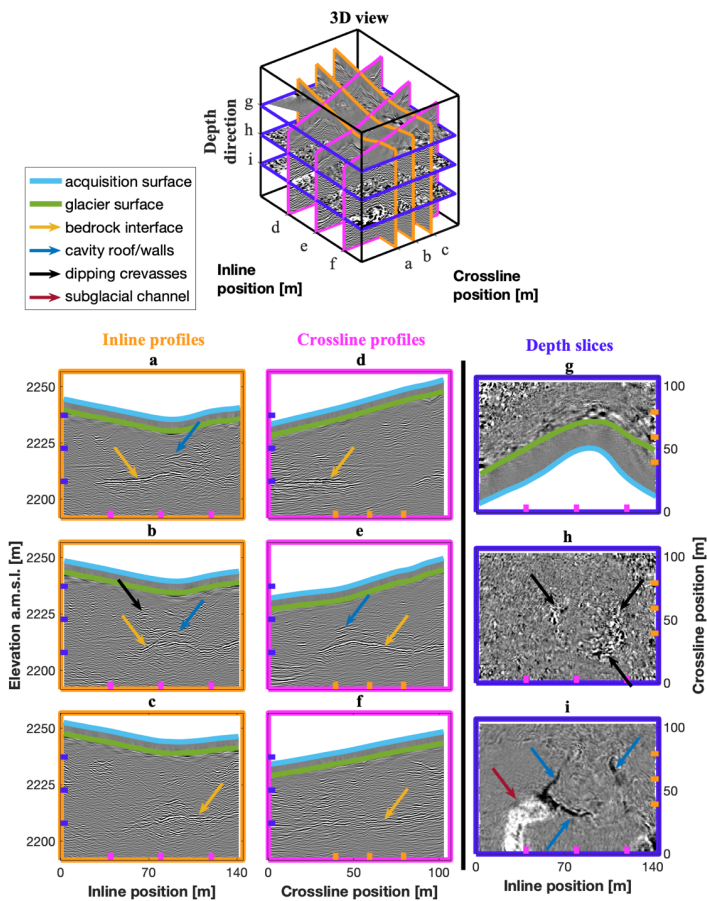 3D view
g
h
i
Depth
direction
d
e
f
a
b
c
Inline
position [m]
Crossline
position [m]
acquisition surface
glacier surface
bedrock interface
cavity roof/walls
dipping crevasses
subglacial channel
Inline profiles
Crossline profiles
Depth slices
a
d
g
2250
2225
2200
100
50
0
b
e
h
2250
2225
2200
100
50
0
c
f
i
2250
2225
2200
100
50
0
Elevation a.m.s.l. [m]
Crossline position [m]
0 70 140
0 50 100
0 70 140
Inline position [m]
Crossline position [m]
Inline position [m]